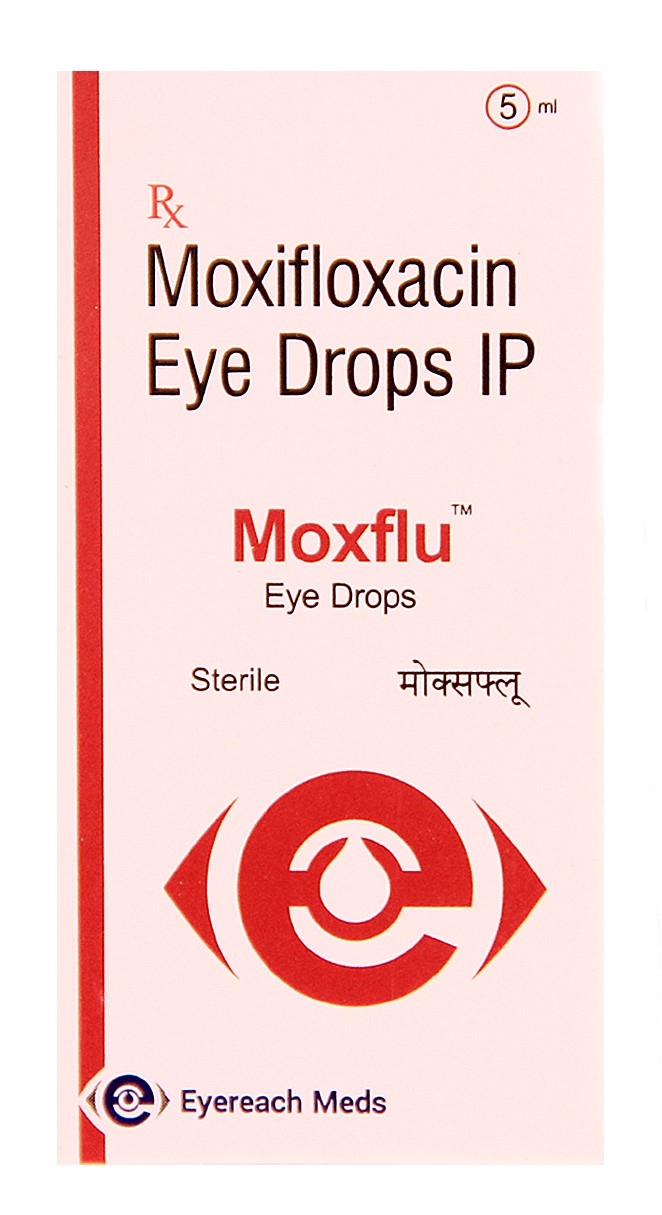 5 ml
Rx
Moxifloxacin
Eye Drops IP
Moxflu™
Eye Drops
Sterile मोक्सफ्लू
Eyereach Meds